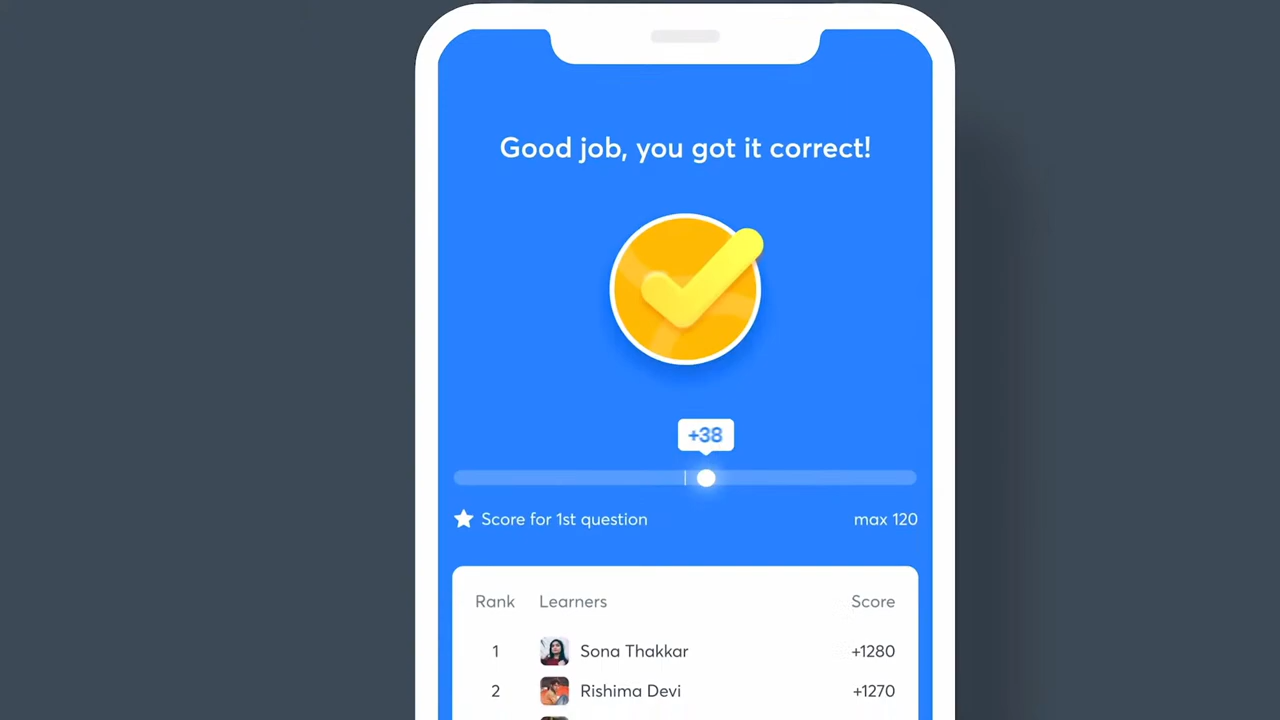 Good job, you got it correct!
+38
Score for 1st question max 120
Rank Learners Score
1 Sona Thakkar +1280
2 Rishima Devi +1270